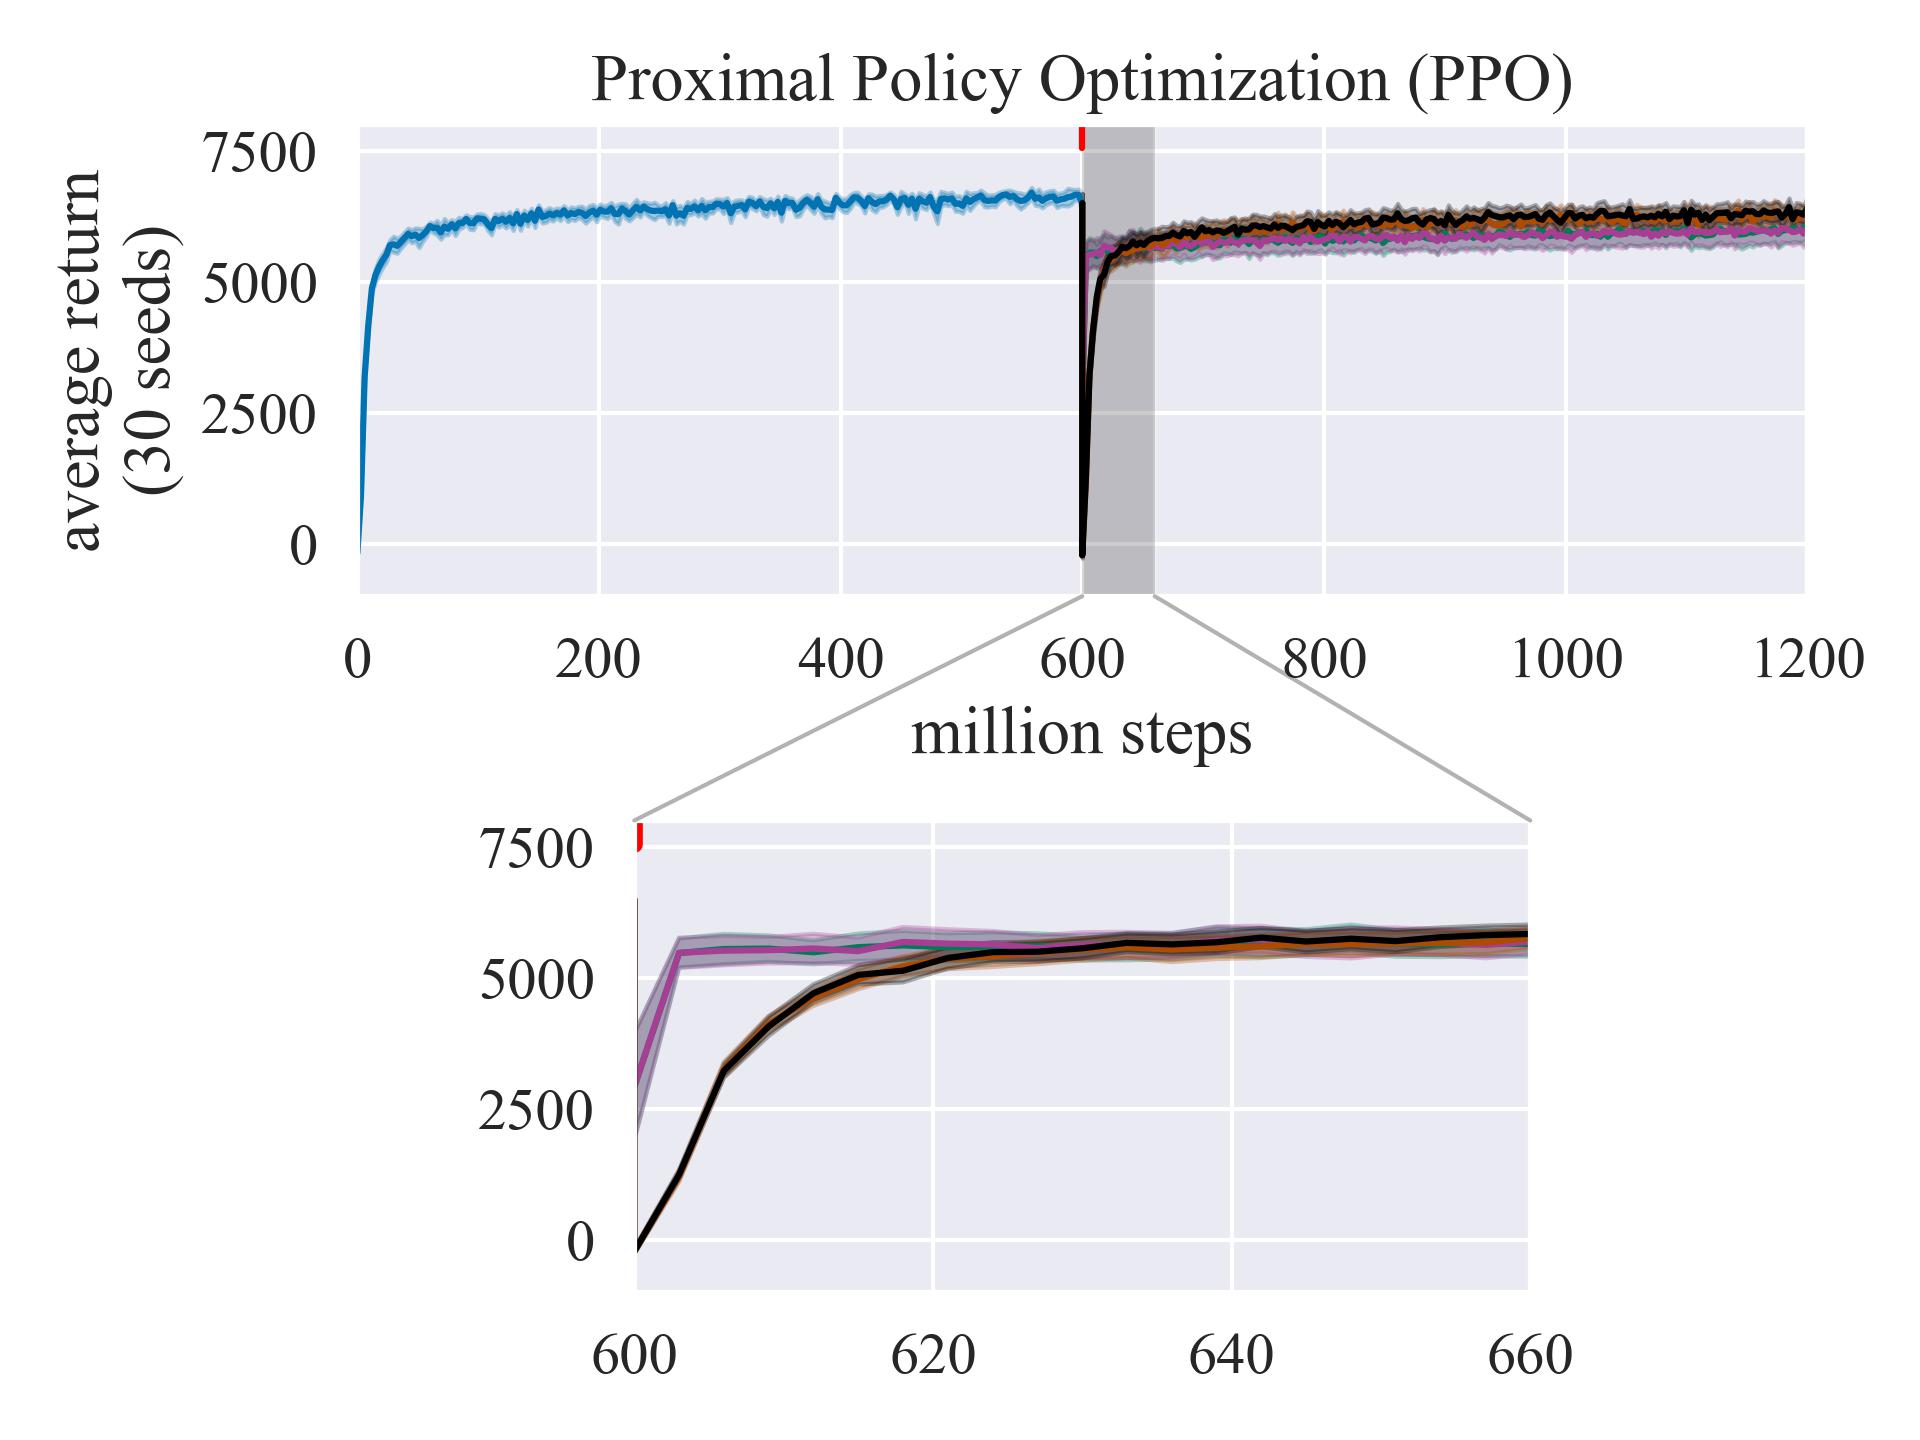 Proximal Policy Optimization (PPO)
average return
(30 seeds)
7500
5000
2500
0
0 200 400 600 800 1000 1200
million steps
7500
5000
2500
0
600 620 640 660